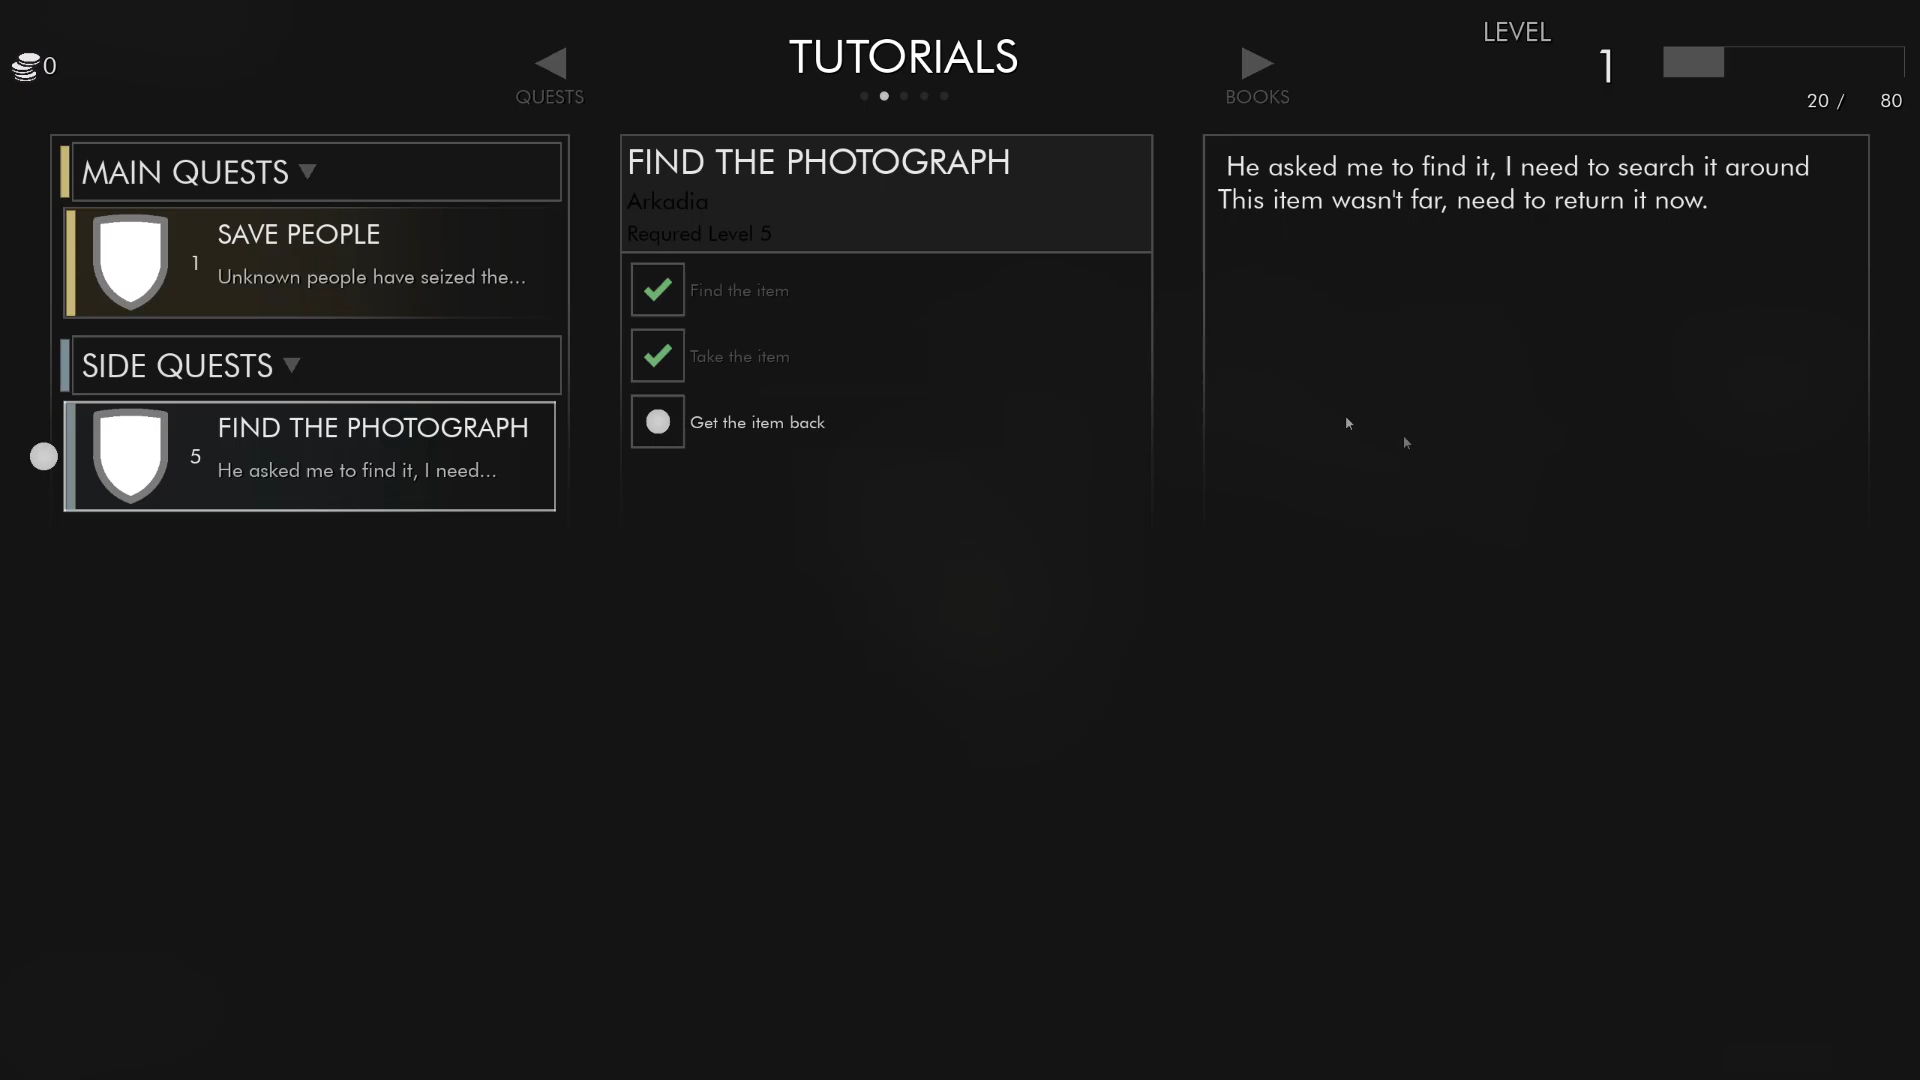 0
QUESTS
TUTORIALS
BOOKS
LEVEL
1
20 / 80
MAIN QUESTS
SAVE PEOPLE
1
Unknown people have seized the...
SIDE QUESTS
FIND THE PHOTOGRAPH
5
He asked me to find it, I need...
FIND THE PHOTOGRAPH
Arkadia
Requred Level 5
Find the item
Take the item
Get the item back
He asked me to find it, I need to search it around
This item wasn't far, need to return it now.